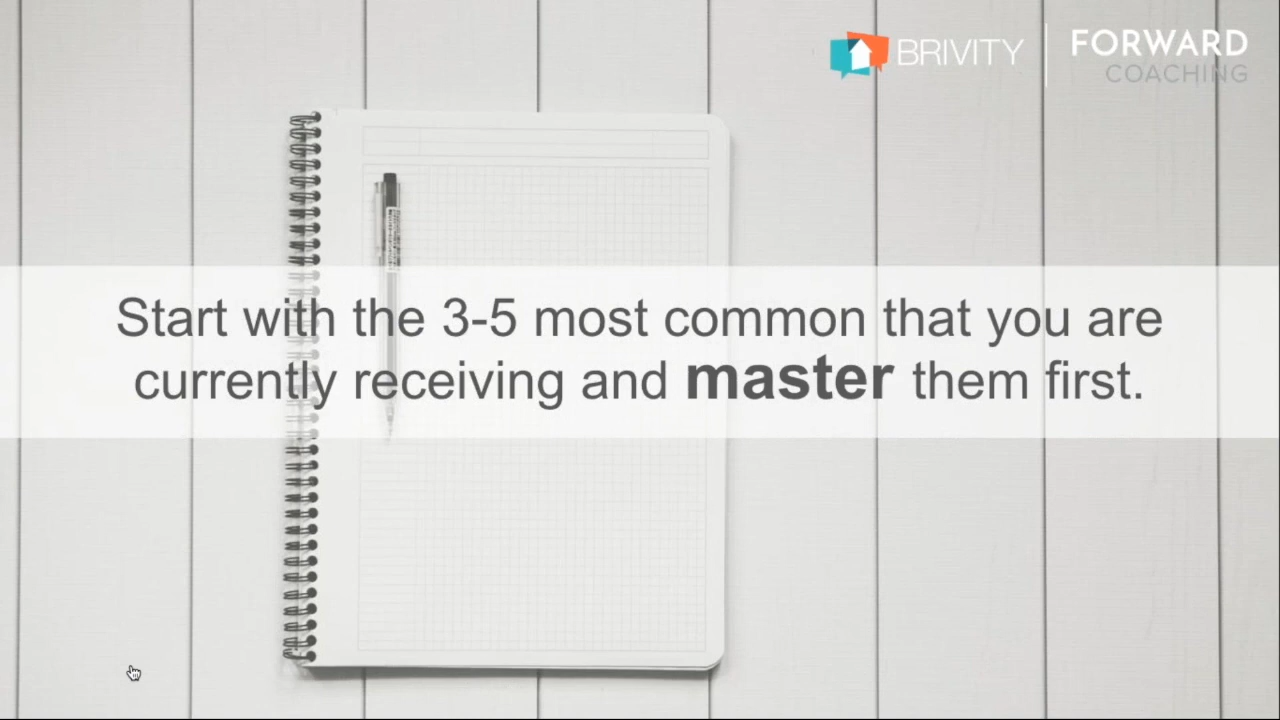 BRIVITY
FORWARD
COACHING
Start with the 3-5 most common that you are
currently receiving and master them first.